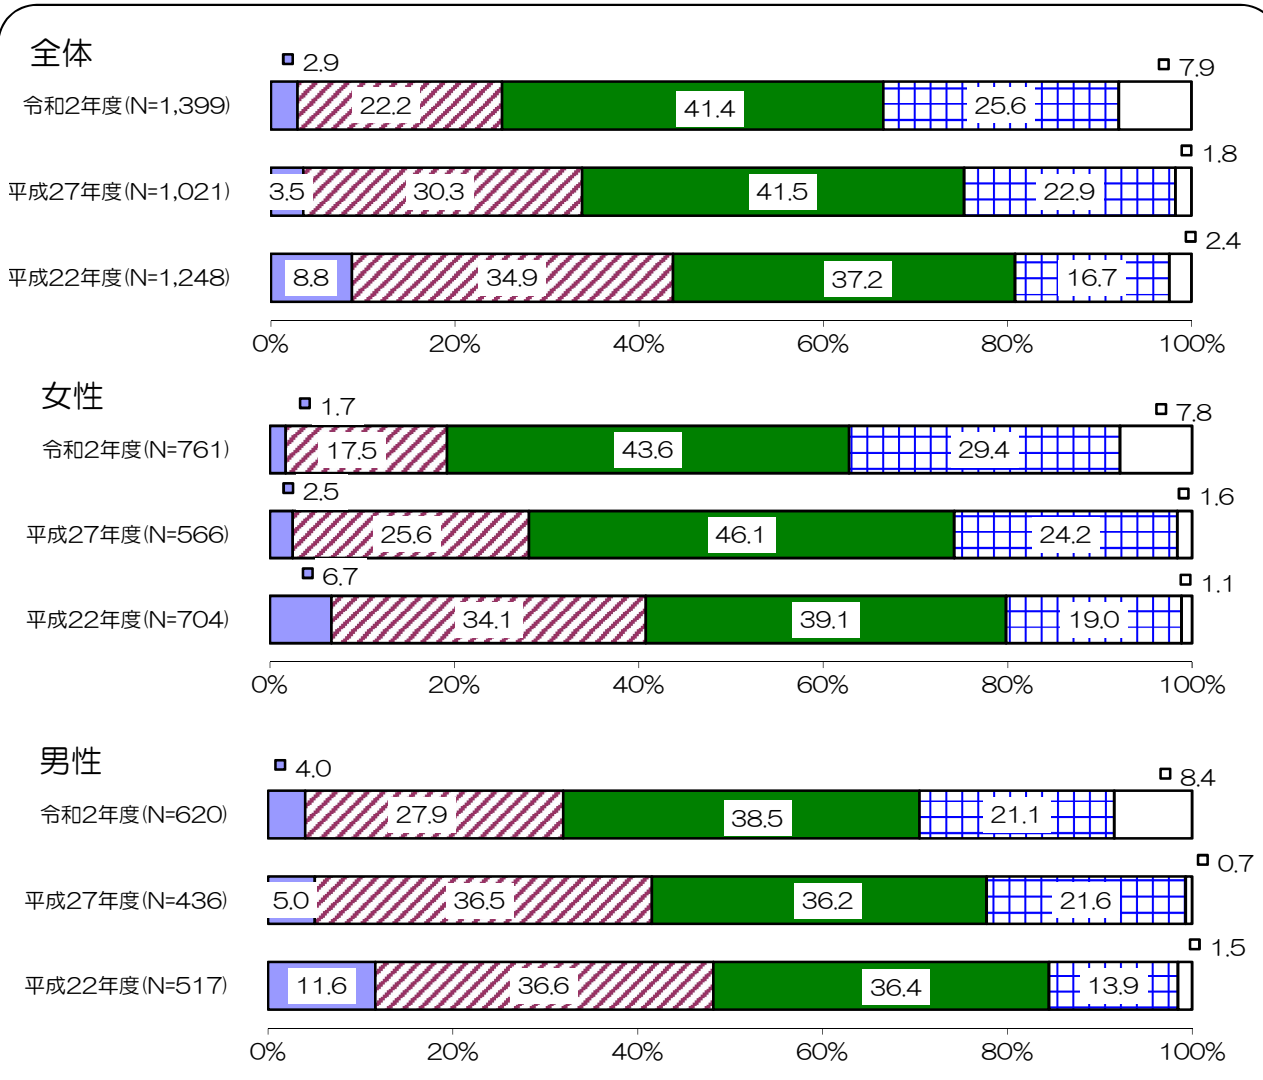 全体
2.9 7.9
令和2年度(N=1,399) 22.2 41.4 25.6
1.8
平成27年度(N=1,021) 3.5 30.3 41.5 22.9
2.4
平成22年度(N=1,248) 8.8 34.9 37.2 16.7
0% 20% 40% 60% 80% 100%
女性
1.7 7.8
令和2年度(N=761) 17.5 43.6 29.4
2.5 1.6
平成27年度(N=566) 25.6 46.1 24.2
6.7 1.1
平成22年度(N=704) 34.1 39.1 19.0
0% 20% 40% 60% 80% 100%
男性
4.0 8.4
令和2年度(N=620) 27.9 38.5 21.1
0.7
平成27年度(N=436) 5.0 36.5 36.2 21.6
1.5
平成22年度(N=517) 11.6 36.6 36.4 13.9
0% 20% 40% 60% 80% 100%